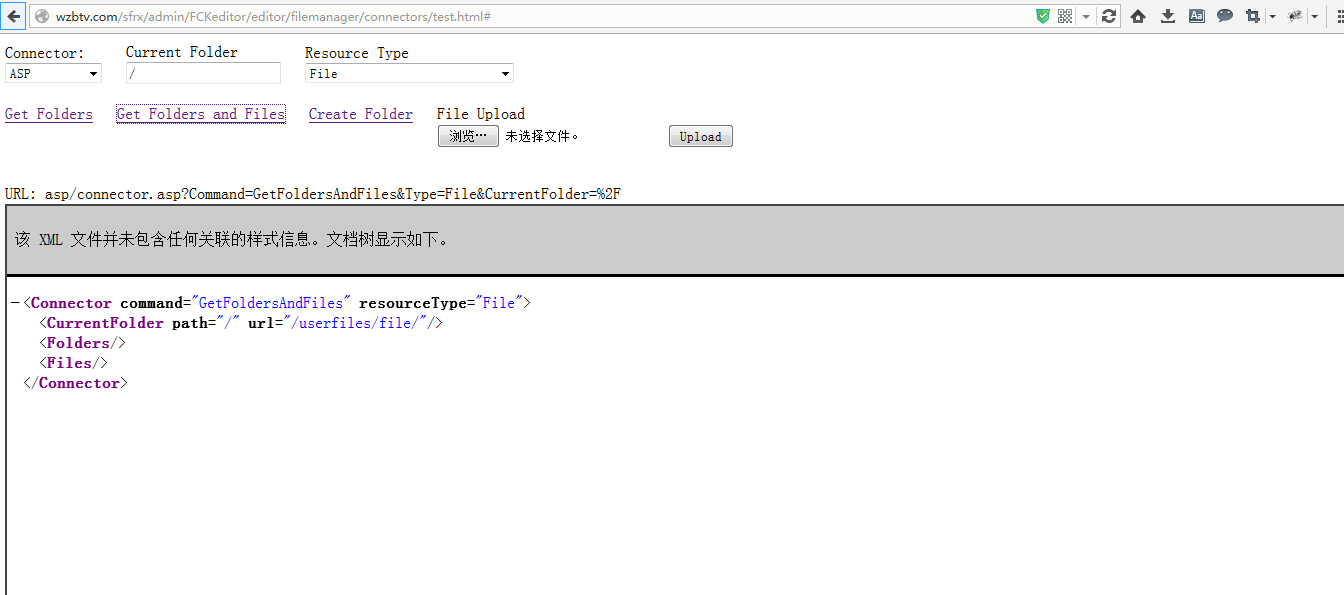 wzbtv.com/sfrx/admin/FCKeditor/editor/filemanager/connectors/test.html#
Connector: Current Folder Resource Type
ASP / File
Get Folders Get Folders and Files Create Folder File Upload
浏览… 未选择文件。 Upload
URL: asp/connector.asp?Command=GetFoldersAndFiles&Type=File&CurrentFolder=%2F
该 XML 文件并未包含任何关联的样式信息。文档树显示如下。
−<Connector command="GetFoldersAndFiles" resourceType="File">
<CurrentFolder path="/" url="/userfiles/file/"/>
<Folders/>
<Files/>
</Connector>